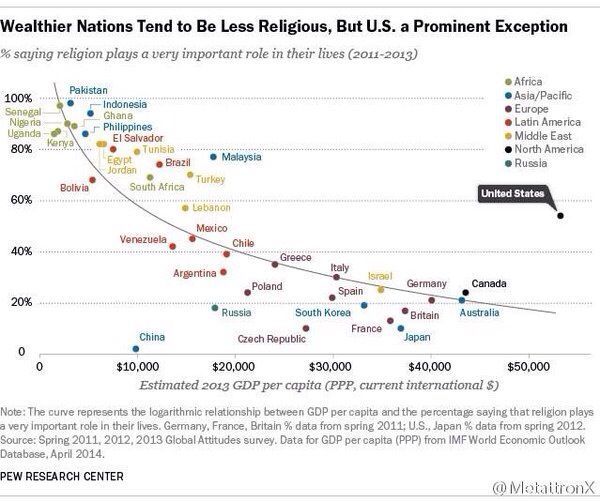 Wealthier Nations Tend to Be Less Religious, But U.S. a Prominent Exception
% saying religion plays a very important role in their lives (2011-2013)
Africa
Asia/Pacific
Europe
Latin America
Middle East
North America
Russia
100%
80%
60%
40%
20%
0
Pakistan
Indonesia
Senegal
Ghana
Nigeria
Philippines
Uganda
Kenya
El Salvador
Tunisia
Egypt
Jordan
Brazil
Malaysia
Bolivia
South Africa
Turkey
United States
Lebanon
Mexico
Venezuela
Chile
Greece
Argentina
Italy
Israel
Poland
Spain
Germany
Canada
Russia
South Korea
Britain
Australia
France
China
Czech Republic
Japan
0
$10,000
$20,000
$30,000
$40,000
$50,000
Estimated 2013 GDP per capita (PPP, current international $)
Note: The curve represents the logarithmic relationship between GDP per capita and the percentage saying that religion plays
a very important role in their lives. Germany, France, Britain % data from spring 2011; U.S., Japan % data from spring 2012.
Source: Spring 2011, 2012, 2013 Global Attitudes survey. Data for GDP per capita (PPP) from IMF World Economic Outlook
Database, April 2014.
PEW RESEARCH CENTER
@MetattronX